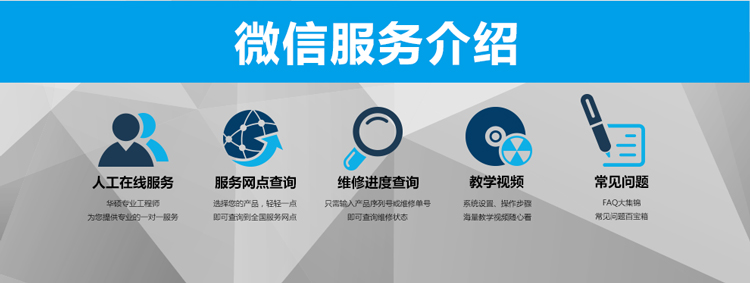 微信服务介绍
人工在线服务
华硕专业工程师
为您提供专业的一对一服务
服务网点查询
选择您的产品，轻轻一点
即可查询到全国服务网点
维修进度查询
只需输入产品序列号或维修单号
即可查询维修状态
教学视频
系统设置、操作步骤
海量教学视频随心看
常见问题
FAQ大集锦
常见问题百宝箱